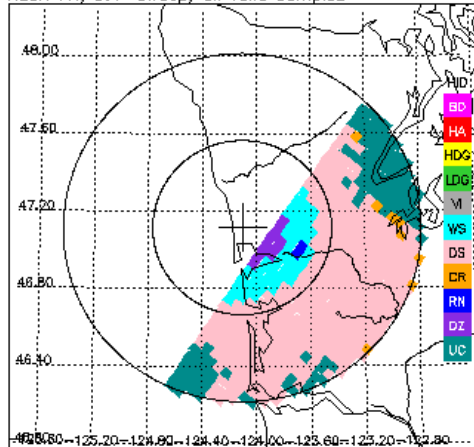 48.00
47.60
47.20
46.80
46.40
-125.20
-124.80
-124.40
-124.00
-123.60
-123.20
-122.80
HID
BD
HA
HDG
LDG
VI
WS
DS
CR
RN
DZ
UC